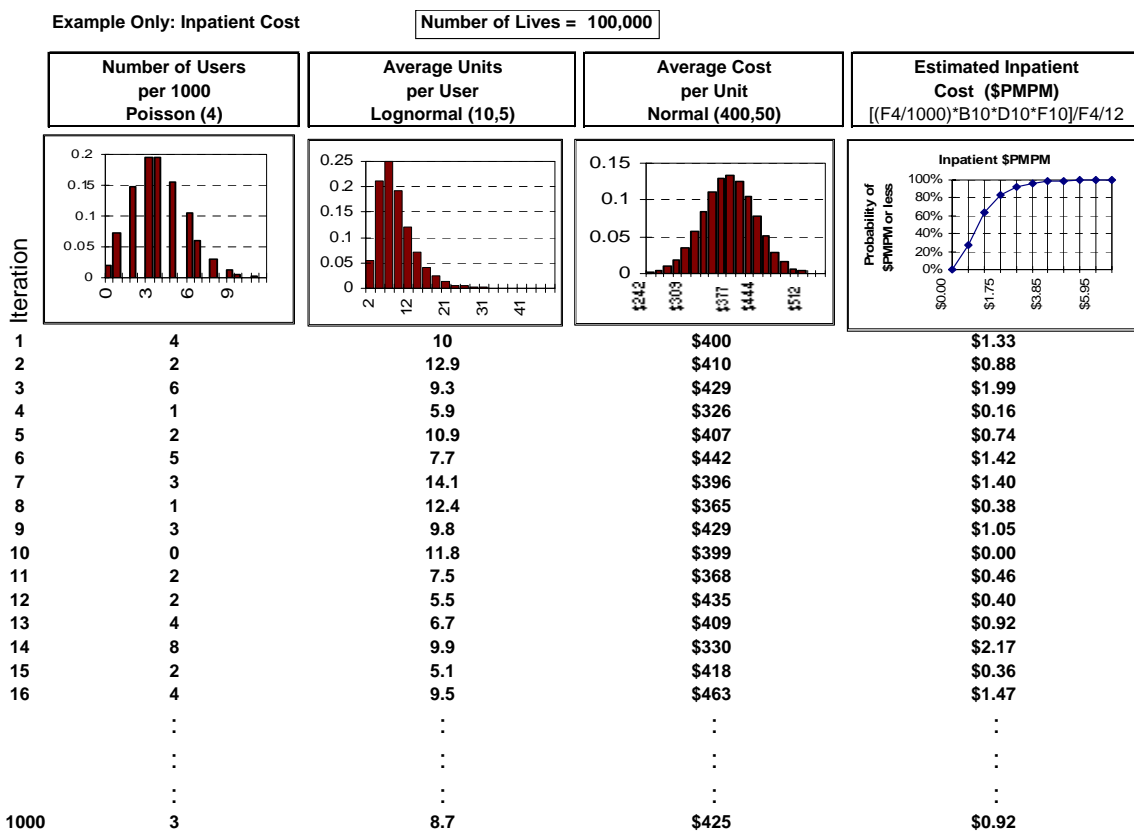 Example Only: Inpatient Cost
Number of Lives = 100,000
Number of Users
per 1000
Poisson (4)
Average Units
per User
Lognormal (10,5)
Average Cost
per Unit
Normal (400,50)
Estimated Inpatient
Cost ($PMPM)
[(F4/1000)*B10*D10*F10]/F4/12
Iteration
0.2
0.15
0.1
0.05
0
0 3 6 9
0.25
0.2
0.15
0.1
0.05
0
2 12 21 31 41
0.15
0.1
0.05
0
$242 $309 $377 $444 $512
Inpatient $PMPM
Probability of
$PMPM or less
100%
80%
60%
40%
20%
0%
$0.00 $1.75 $3.85 $5.95
1 4 10 $400 $1.33
2 2 12.9 $410 $0.88
3 6 9.3 $429 $1.99
4 1 5.9 $326 $0.16
5 2 10.9 $407 $0.74
6 5 7.7 $442 $1.42
7 3 14.1 $396 $1.40
8 1 12.4 $365 $0.38
9 3 9.8 $429 $1.05
10 0 11.8 $399 $0.00
11 2 7.5 $368 $0.46
12 2 5.5 $435 $0.40
13 4 6.7 $409 $0.92
14 8 9.9 $330 $2.17
15 2 5.1 $418 $0.36
16 4 9.5 $463 $1.47
: : : :
: : : :
: : : :
1000 3 8.7 $425 $0.92